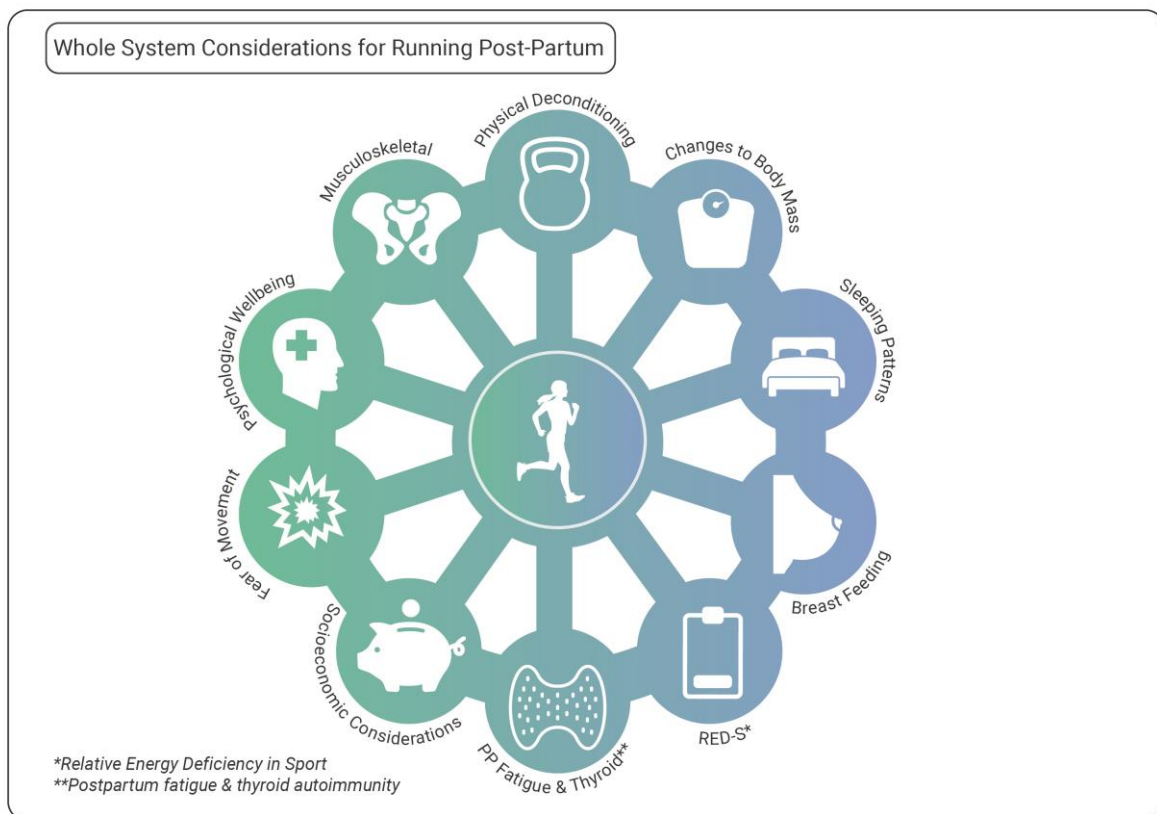 Whole System Considerations for Running Post-Partum
Physical Deconditioning
Changes to Body Mass
Sleeping Patterns
Breast Feeding
RED-S*
PP Fatigue & Thyroid**
Socioeconomic Considerations
Fear of Movement
Psychological Wellbeing
Musculoskeletal
*Relative Energy Deficiency in Sport
**Postpartum fatigue & thyroid autoimmunity